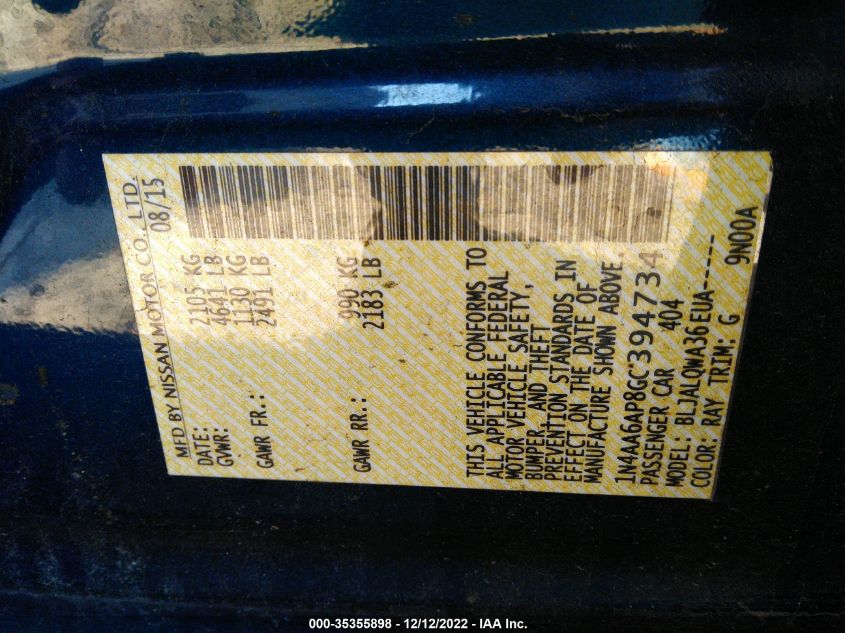 MFD BY NISSAN MOTOR CO., LTD.
DATE: 08/15
GVWR: 2105 KG
4641 LB
GAWR FR.: 1130 KG
2491 LB
GAWR RR.: 990 KG
2183 LB
THIS VEHICLE CONFORMS TO
ALL APPLICABLE FEDERAL
MOTOR VEHICLE SAFETY,
BUMPER, AND THEFT
PREVENTION STANDARDS IN
EFFECT ON THE DATE OF
MANUFACTURE SHOWN ABOVE.
1N4AA6AP8GC394734
PASSENGER CAR 404
MODEL: BLJALQWA36EUA-----
COLOR: RAY TRIM: G 9N00A
000-35355898 - 12/12/2022 - IAA Inc.